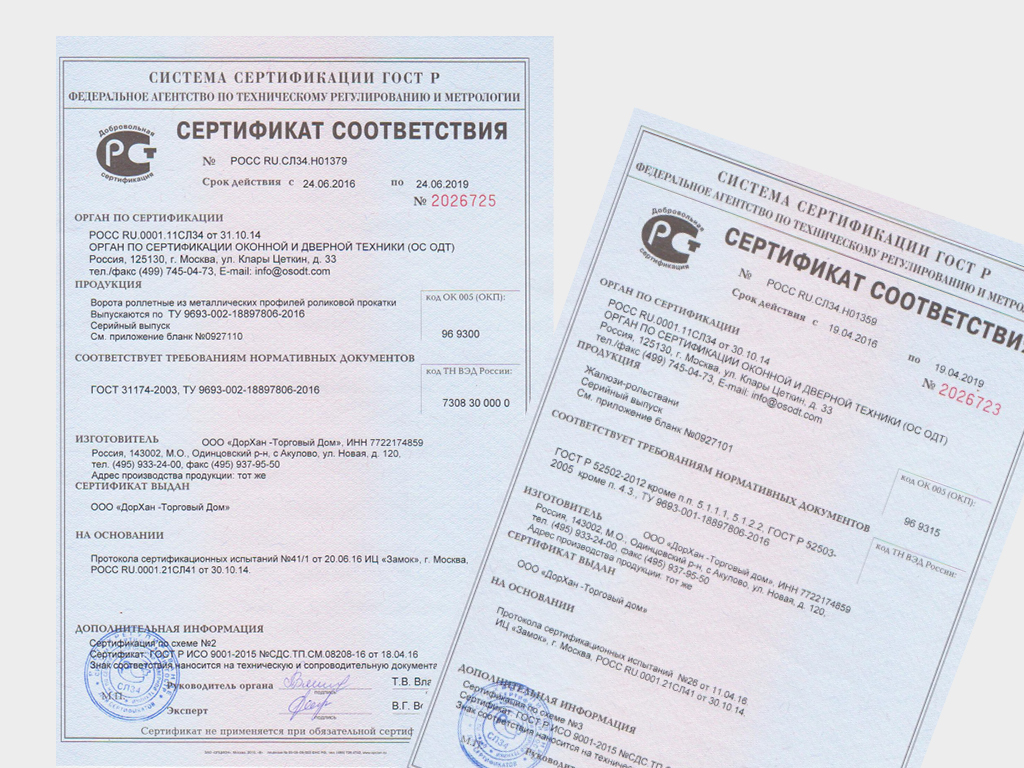 СИСТЕМА СЕРТИФИКАЦИИ ГОСТ Р
ФЕДЕРАЛЬНОЕ АГЕНТСТВО ПО ТЕХНИЧЕСКОМУ РЕГУЛИРОВАНИЮ И МЕТРОЛОГИИ
Добровольная
сертификация
СЕРТИФИКАТ СООТВЕТСТВИЯ
№ РОСС RU.СЛ34.Н01379
Срок действия с 24.06.2016 по 24.06.2019
№ 2026725
ОРГАН ПО СЕРТИФИКАЦИИ
РОСС RU.0001.11СЛ34 от 31.10.14
ОРГАН ПО СЕРТИФИКАЦИИ ОКОННОЙ И ДВЕРНОЙ ТЕХНИКИ (ОС ОДТ)
Россия, 125130, г. Москва, ул. Клары Цеткин, д. 33
тел./факс (499) 745-04-73, E-mail: info@osodt.com
ПРОДУКЦИЯ
Ворота роллетные из металлических профилей роликовой прокатки
Выпускаются по ТУ 9693-002-18897806-2016
Серийный выпуск
См. приложение бланк №0927110
код ОК 005 (ОКП):
96 9300
СООТВЕТСТВУЕТ ТРЕБОВАНИЯМ НОРМАТИВНЫХ ДОКУМЕНТОВ
ГОСТ 31174-2003, ТУ 9693-002-18897806-2016
код ТН ВЭД России:
7308 30 000 0
ИЗГОТОВИТЕЛЬ ООО «ДорХан -Торговый Дом», ИНН 7722174859
Россия, 143002, М.О., Одинцовский р-н, с Акулово, ул. Новая, д. 120,
тел. (495) 933-24-00, факс (495) 937-95-50
Адрес производства продукции: тот же
СЕРТИФИКАТ ВЫДАН
ООО «ДорХан -Торговый Дом»
НА ОСНОВАНИИ
Протокола сертификационных испытаний №41/1 от 20.06.16 ИЦ «Замок», г. Москва,
РОСС RU.0001.21СЛ41 от 30.10.14.
ДОПОЛНИТЕЛЬНАЯ ИНФОРМАЦИЯ
Сертификация по схеме №2
Сертификат: ГОСТ Р ИСО 9001-2015 №СДС.ТП.СМ.08208-16 от 18.04.16
Знак соответствия наносится на техническую и сопроводительную документа
М.П.
СЛ34
Руководитель органа
подпись
Т.В. Вла
Эксперт
подпись
В.Г. Вс
Сертификат не применяется при обязательной сертиф
СИСТЕМА СЕРТИФИКАЦИИ ГОСТ Р
ФЕДЕРАЛЬНОЕ АГЕНТСТВО ПО ТЕХНИЧЕСКОМУ РЕГУЛИРОВАНИЮ И МЕТРО
Добровольная
сертификация
СЕРТИФИКАТ СООТВЕТСТВИ
№ РОСС RU.СЛ34.Н01359
Срок действия с 19.04.2016 по 19.04.2019
№ 2026723
ОРГАН ПО СЕРТИФИКАЦИИ
РОСС RU.0001.11СЛ34 от 30.10.14
ОРГАН ПО СЕРТИФИКАЦИИ ОКОННОЙ И ДВЕРНОЙ ТЕХНИКИ (ОС ОДТ)
Россия, 125130, г. Москва, ул. Клары Цеткин, д. 33
тел./факс (499) 745-04-73, E-mail: info@osodt.com
ПРОДУКЦИЯ
Жалюзи-рольствани
Серийный выпуск
См. приложение бланк №0927101
код ОК 005 (ОКП):
96 9315
СООТВЕТСТВУЕТ ТРЕБОВАНИЯМ НОРМАТИВНЫХ ДОКУМЕНТОВ
ГОСТ Р 52502-2012 кроме п.п. 5.1.1.1, 5.1.2.2, ГОСТ Р 52503-
2005 кроме п. 4.3., ТУ 9693-001-18897806-2016
код ТН ВЭД России:
ИЗГОТОВИТЕЛЬ ООО «ДорХан -Торговый дом», ИНН 7722174859
Россия, 143002, М.О., Одинцовский р-н, с Акулово, ул. Новая, д. 120,
тел. (495) 933-24-00, факс (495) 937-95-50
Адрес производства продукции: тот же
СЕРТИФИКАТ ВЫДАН
ООО «ДорХан -Торговый дом»
НА ОСНОВАНИИ
Протокола сертификационных испытаний №26 от 11.04.16.
ИЦ «Замок», г. Москва, РОСС RU.0001.21СЛ41 от 30.10.14.
ДОПОЛНИТЕЛЬНАЯ ИНФОРМАЦИЯ
Сертификация по схеме №3
Сертификат: ГОСТ Р ИСО 9001-2015 №СДС.ТП
Знак соответствия наносится на техническу
СЛ34
Руководит